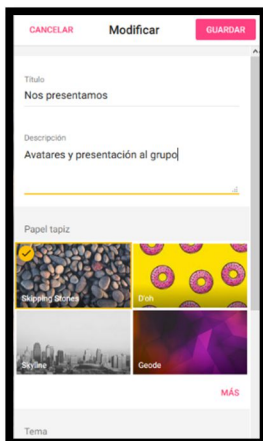 CANCELAR Modificar GUARDAR
Título
Nos presentamos
Descripción
Avatares y presentación al grupo
Papel tapiz
Skipping Stones D'oh
Skyline Geode
MÁS
Tema